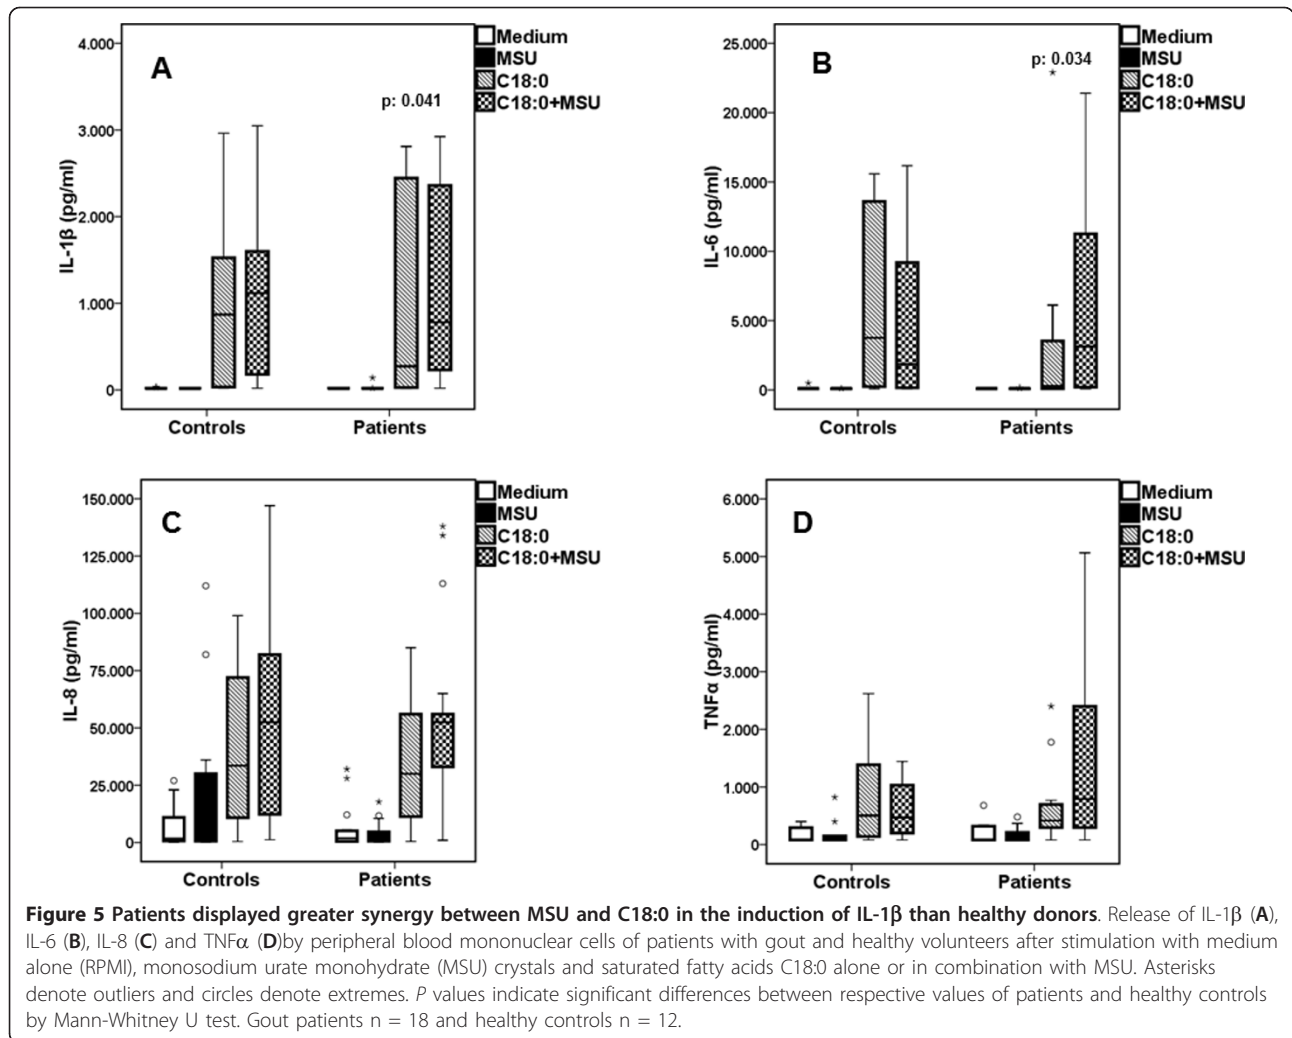 A
4.000
3.000
2.000
1.000
0
IL-1β (pg/ml)
p: 0.041
Controls
Patients
Medium
MSU
C18:0
C18:0+MSU
B
25.000
20.000
15.000
10.000
5.000
0
IL-6 (pg/ml)
p: 0.034
Controls
Patients
Medium
MSU
C18:0
C18:0+MSU
C
150.000
125.000
100.000
75.000
50.000
25.000
0
IL-8 (pg/ml)
Controls
Patients
Medium
MSU
C18:0
C18:0+MSU
D
6.000
5.000
4.000
3.000
2.000
1.000
0
TNFα (pg/ml)
Controls
Patients
Medium
MSU
C18:0
C18:0+MSU
Figure 5 Patients displayed greater synergy between MSU and C18:0 in the induction of IL-1β than healthy donors. Release of IL-1β (A),
IL-6 (B), IL-8 (C) and TNFα (D)by peripheral blood mononuclear cells of patients with gout and healthy volunteers after stimulation with medium
alone (RPMI), monosodium urate monohydrate (MSU) crystals and saturated fatty acids C18:0 alone or in combination with MSU. Asterisks
denote outliers and circles denote extremes. P values indicate significant differences between respective values of patients and healthy controls
by Mann-Whitney U test. Gout patients n = 18 and healthy controls n = 12.